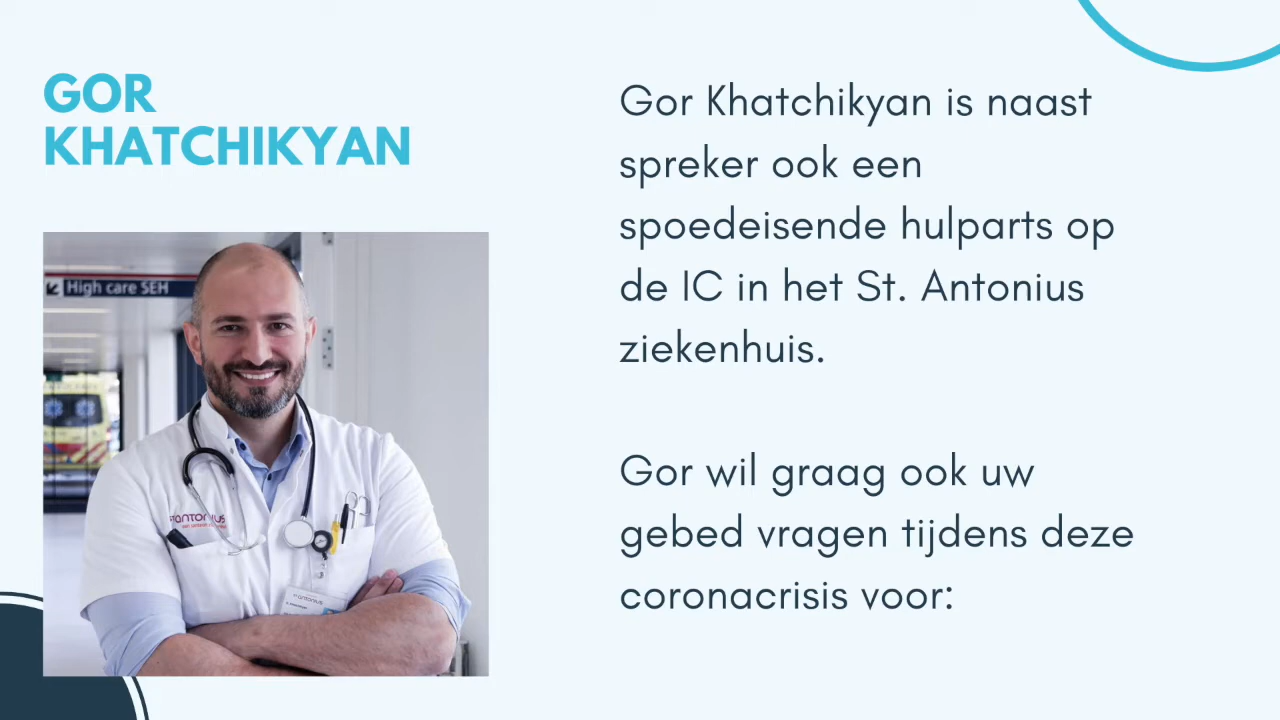 GOR
KHATCHIKYAN
Gor Khatchikyan is naast
spreker ook een
spoedeisende hulparts op
de IC in het St. Antonius
ziekenhuis.
Gor wil graag ook uw
gebed vragen tijdens deze
coronacrisis voor:
High care SEH
antonius